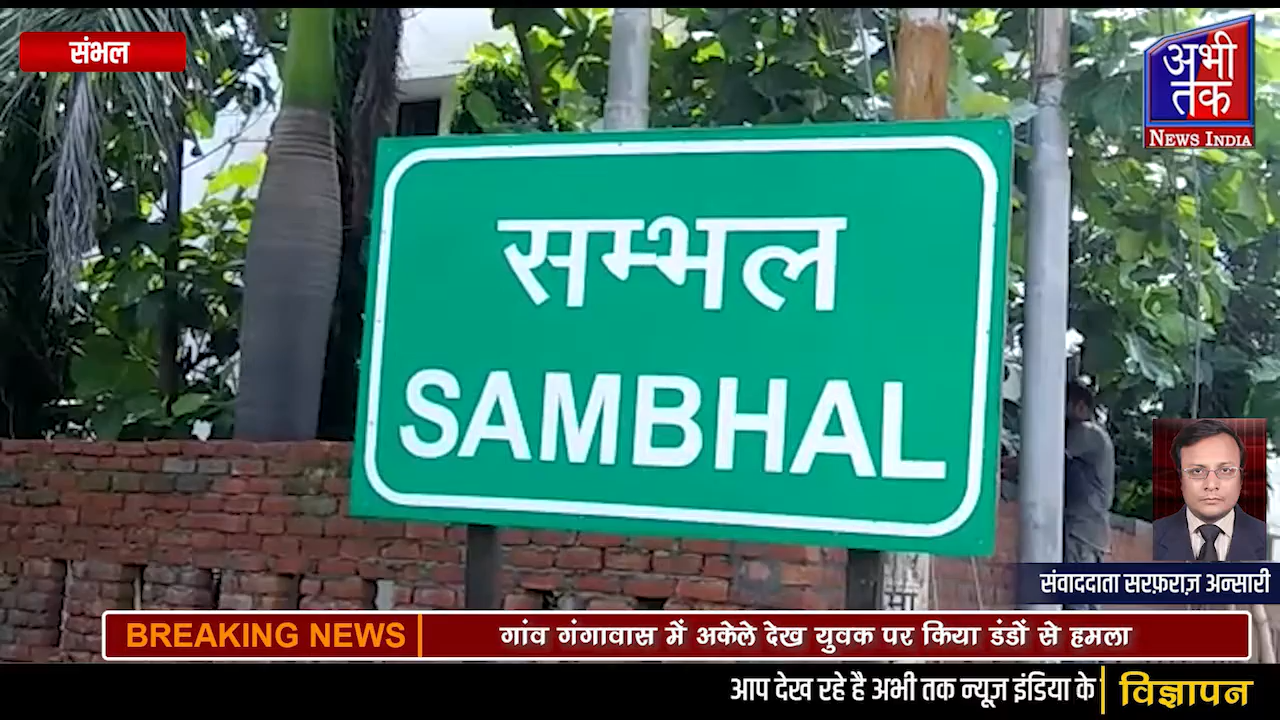 संभल
अभी
तक
NEWS INDIA
सम्भल
SAMBHAL
संवाददाता सरफ़राज़ अन्सारी
BREAKING NEWS
गांव गंगावास में अकेले देख युवक पर किया डंडों से हमला
आप देख रहे है अभी तक न्यूज़ इंडिया के
विज्ञापन